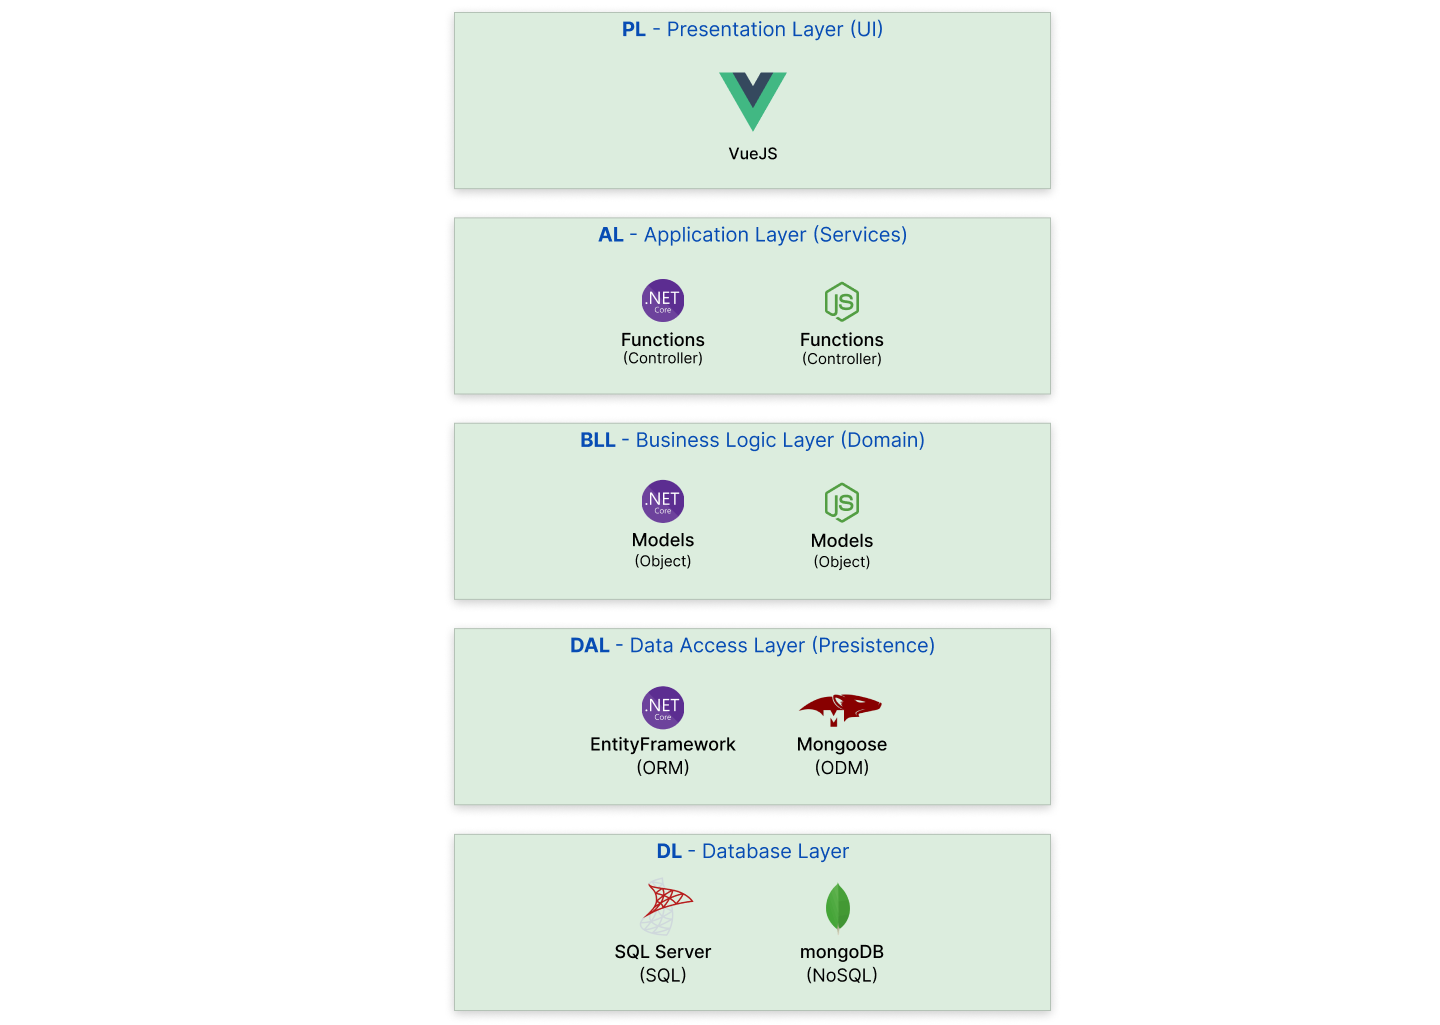 PL - Presentation Layer (UI)
VueJS
AL - Application Layer (Services)
.NET Core JS
Functions Functions
(Controller) (Controller)
BLL - Business Logic Layer (Domain)
.NET Core JS
Models Models
(Object) (Object)
DAL - Data Access Layer (Presistence)
.NET Core M
EntityFramework Mongoose
(ORM) (ODM)
DL - Database Layer
SQL Server mongoDB
(SQL) (NoSQL)